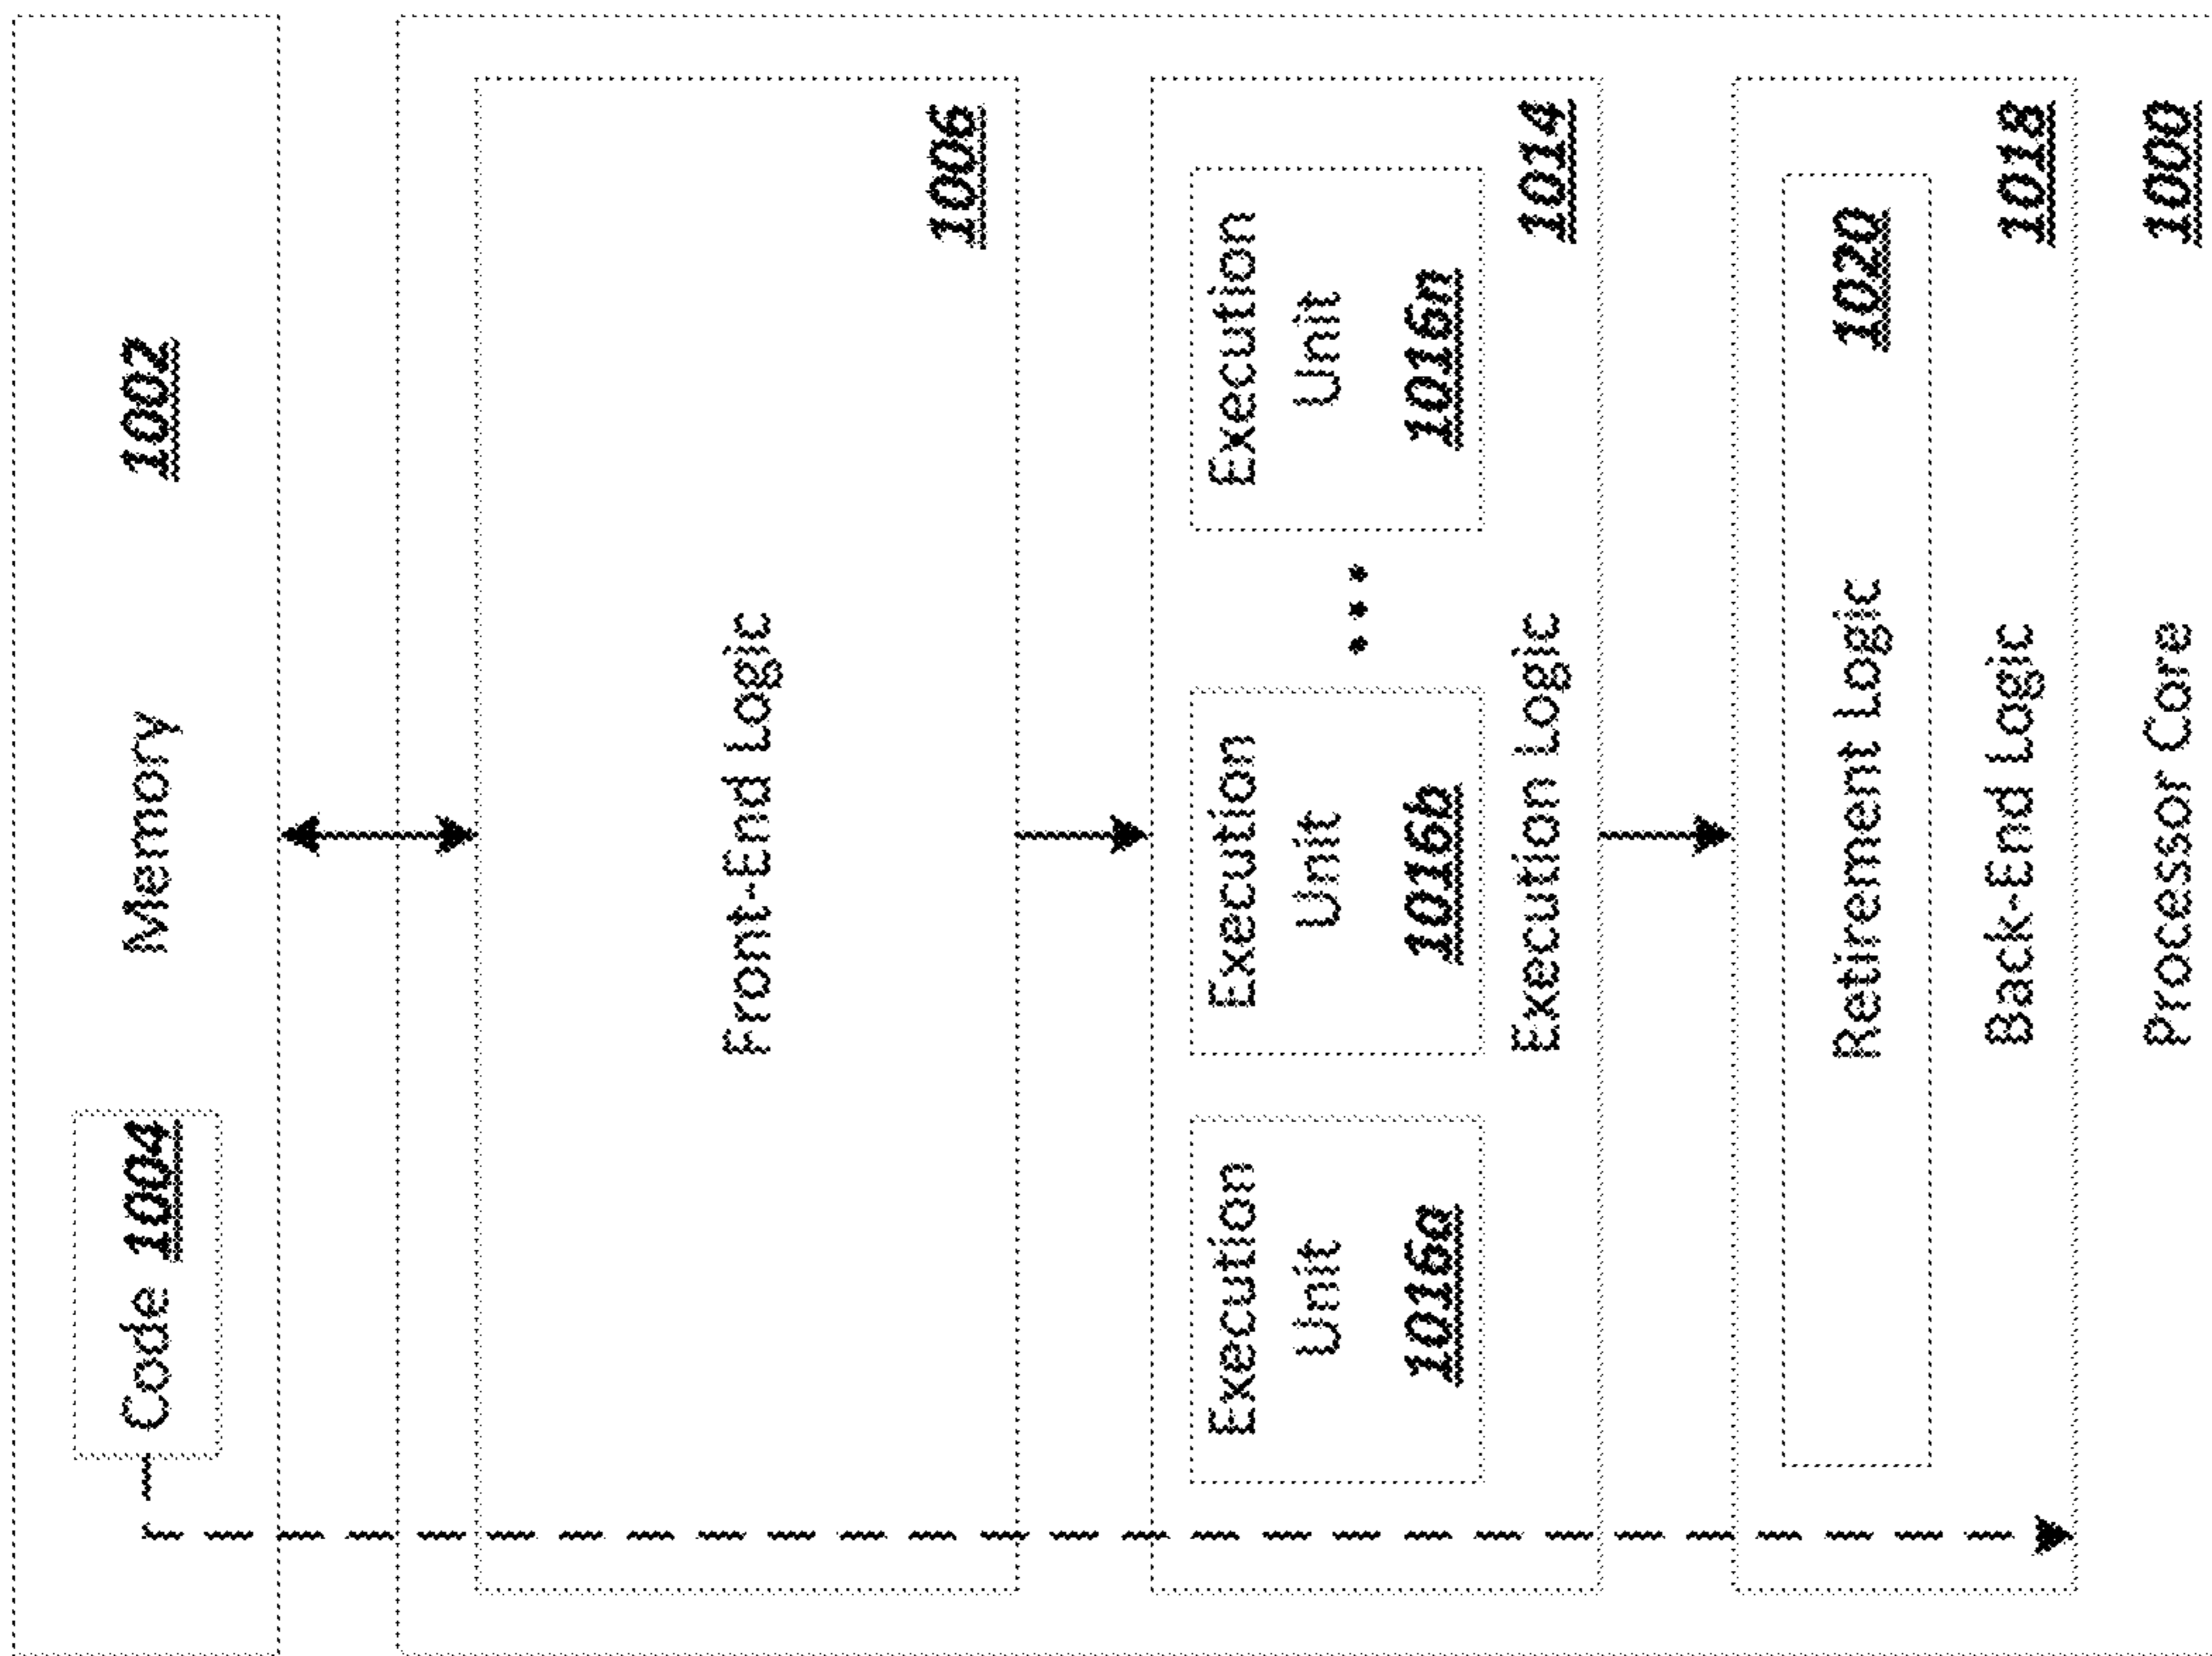 Code 1004 Memory 1002
Front-End Logic
1006
Execution
Unit
1016a
Execution
Unit
1016b
Execution
Unit
1016n
Execution Logic 1014
Retirement Logic 1020
Back-End Logic 1018
Processor Core 1000